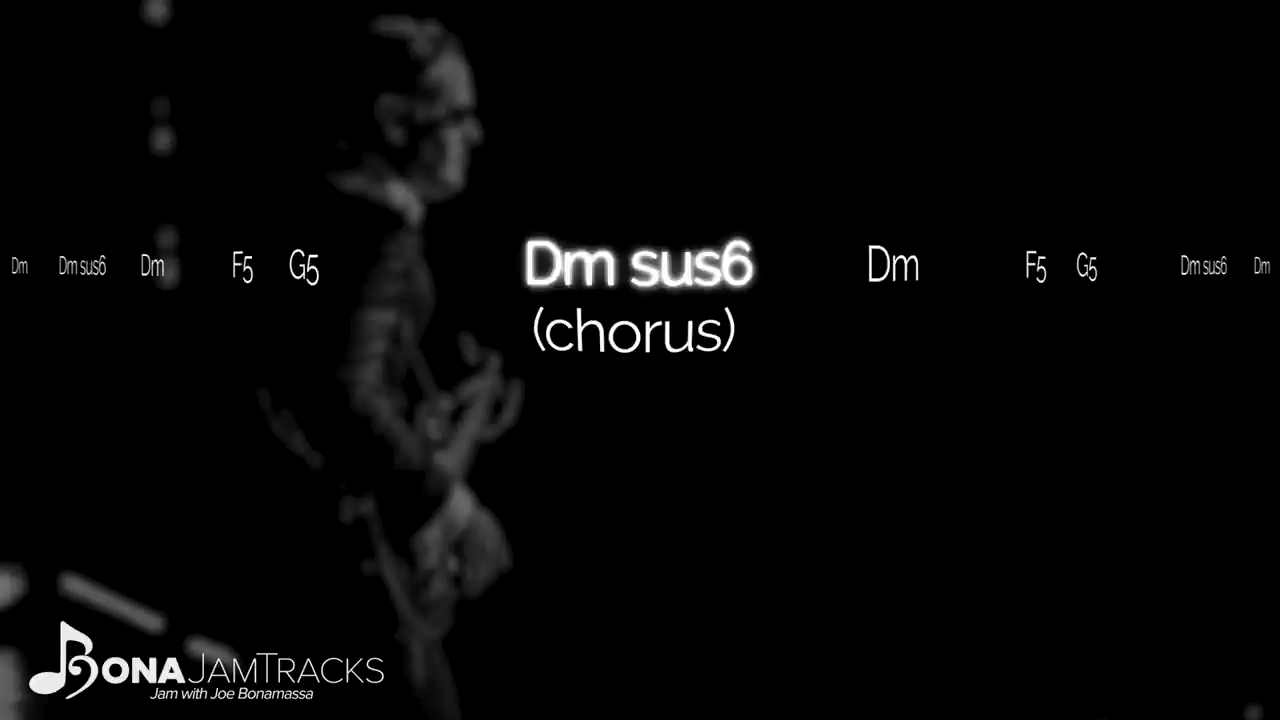 Dm Dm sus6 Dm F5 G5 Dm sus6 Dm F5 G5 Dm sus6 Dm
(chorus)
BONAJAMTRACKS
Jam with Joe Bonamassa